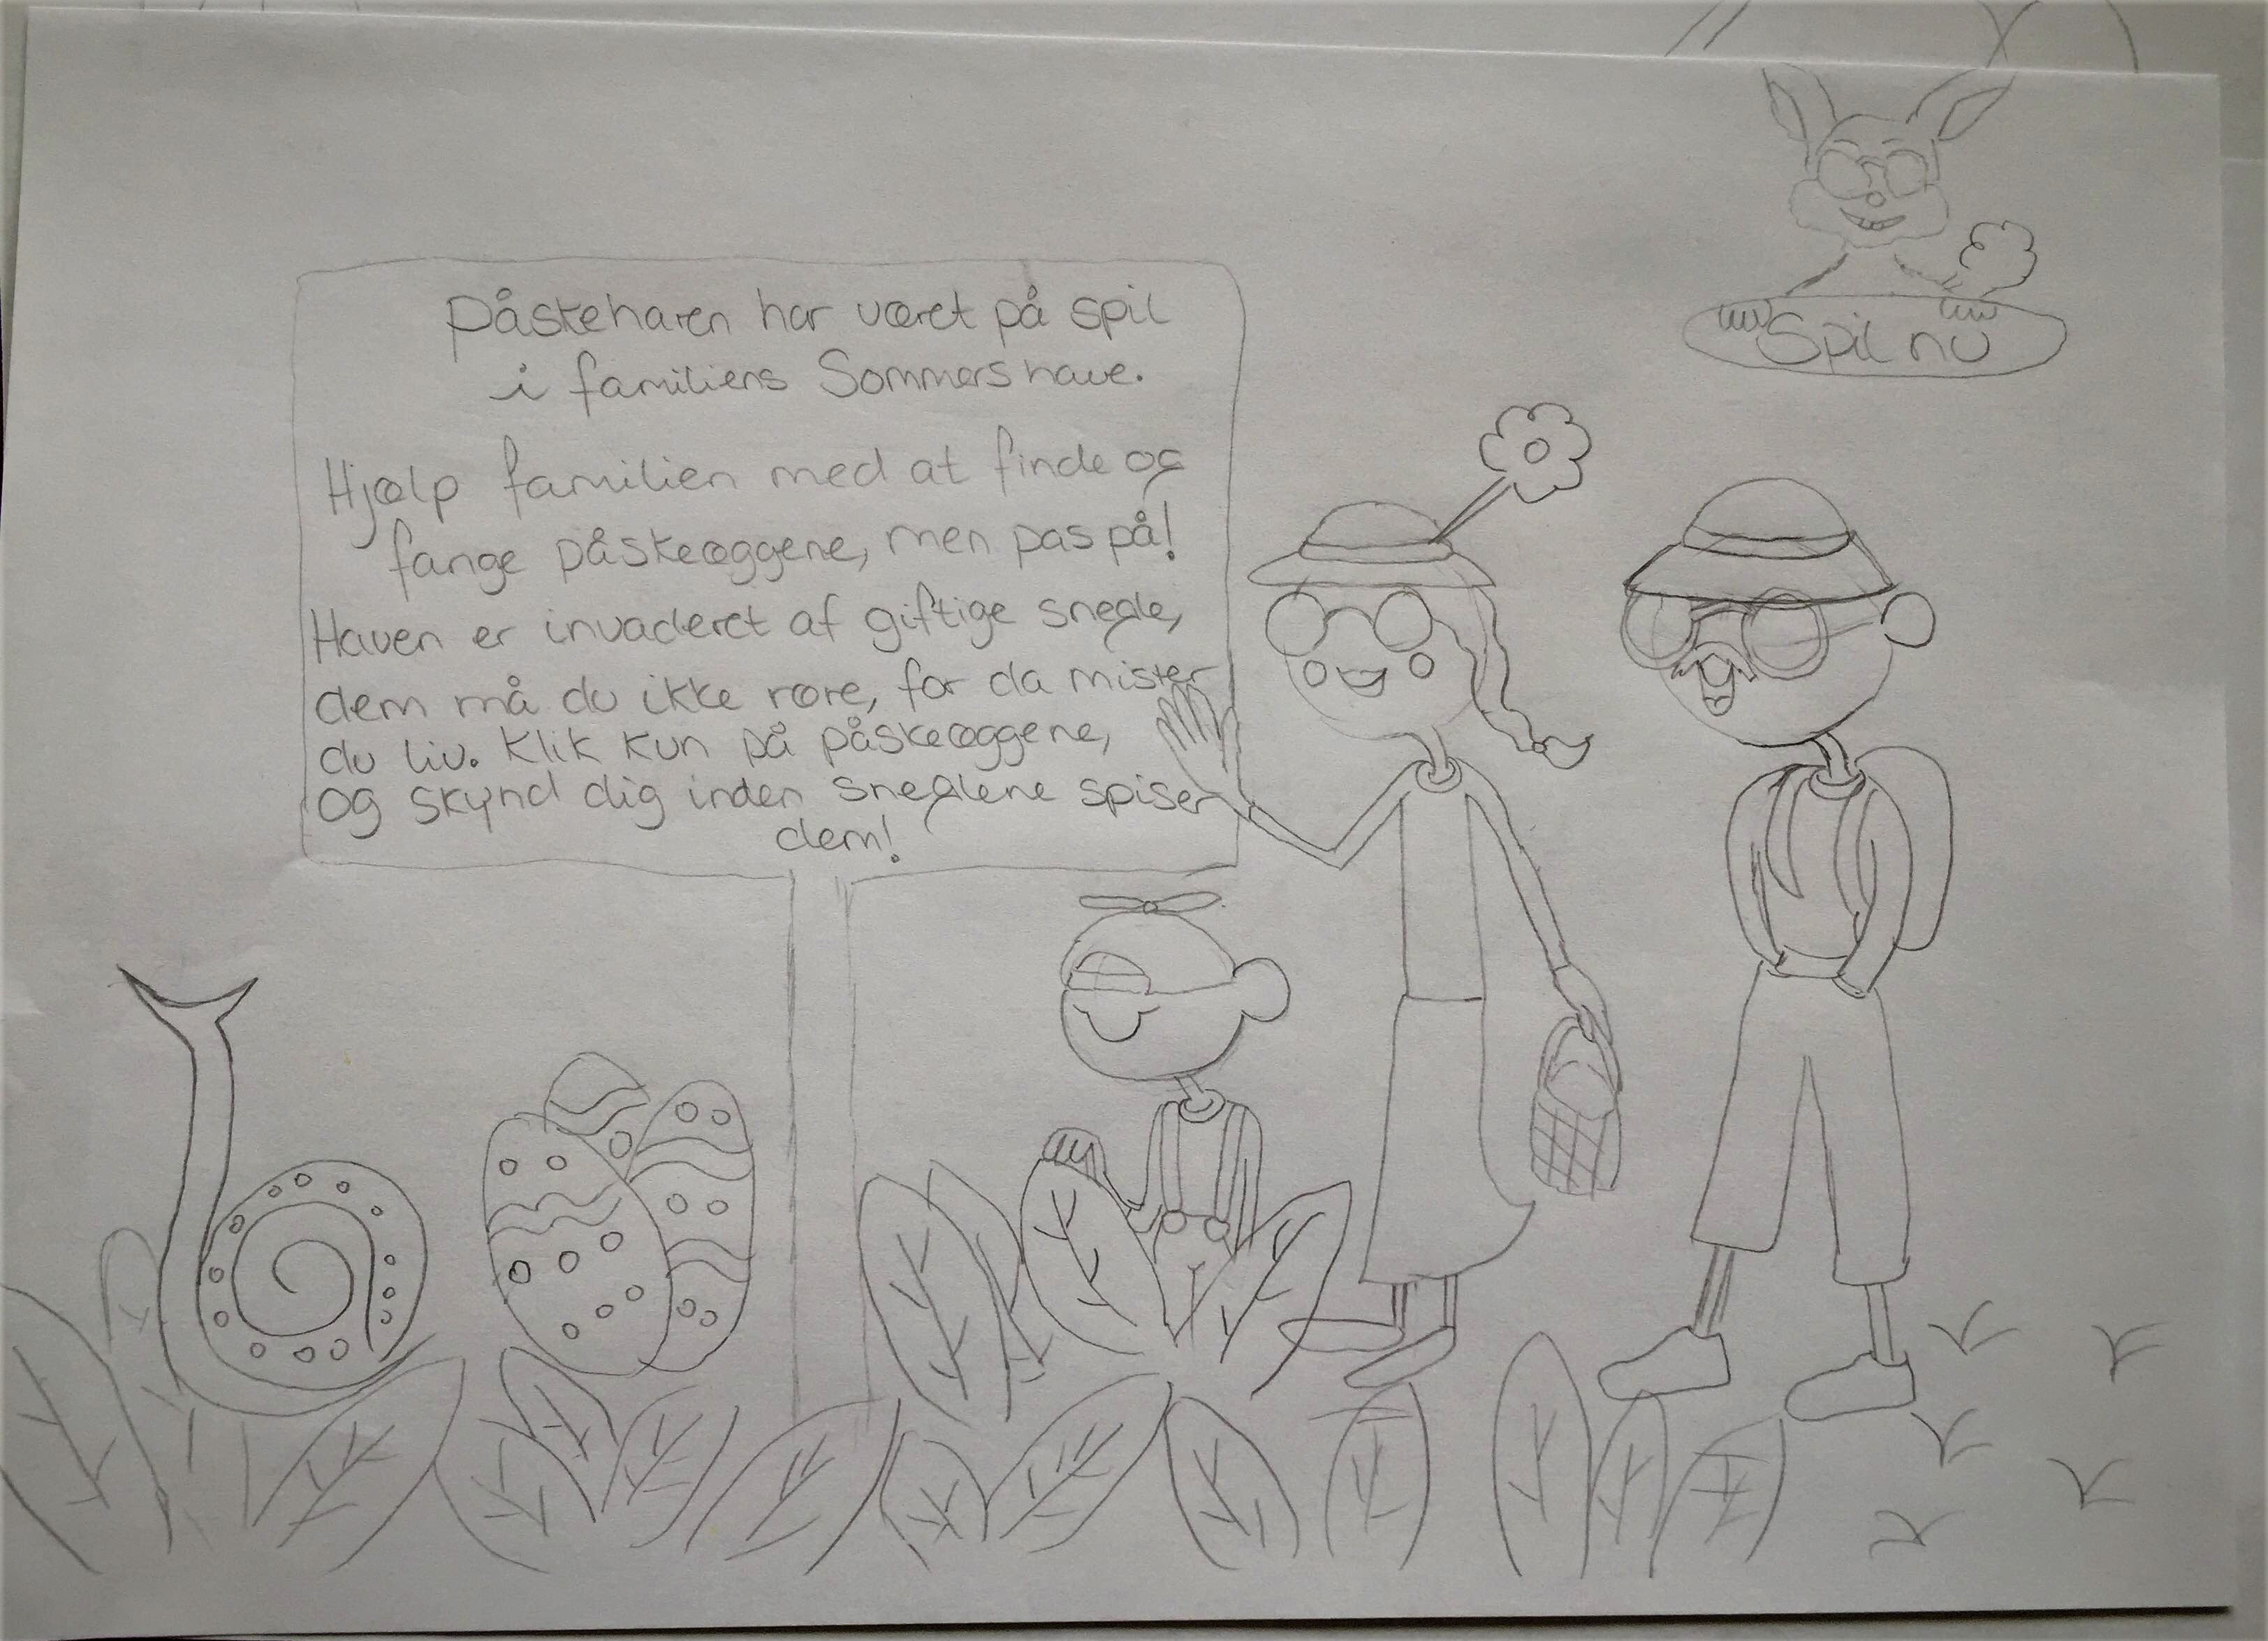 Påskeharen har været på spil
i familiens Sommers have.
Hjælp familien med at finde og
fange påskeæggene, men pas på!
Haven er invaderet af giftige snegle,
dem må du ikke røre, for da mister
du liv. Klik kun på påskeæggene,
og skynd dig inden sneglene spiser
dem!
Spil nu